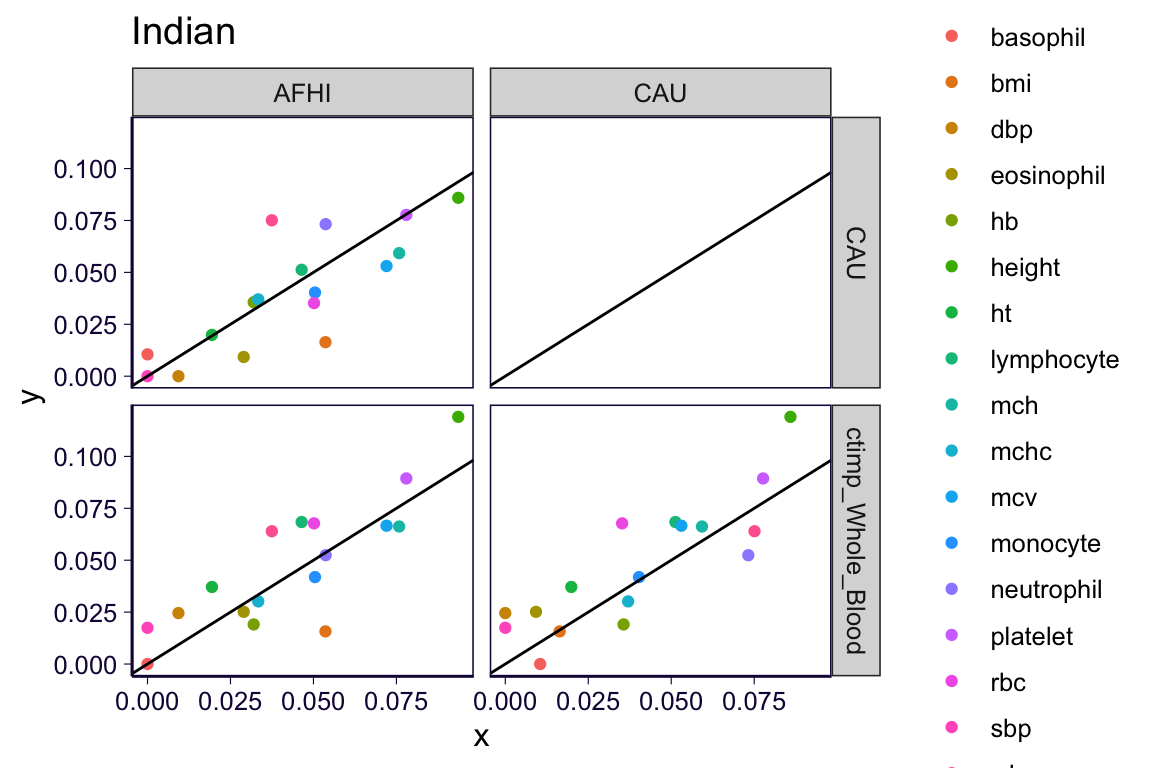 Indian
AFHI
CAU
0.100
0.075
0.050
0.025
0.000
CAU
y
0.100
0.075
0.050
0.025
0.000
ctimp_Whole_Blood
0.000 0.025 0.050 0.075
0.000 0.025 0.050 0.075
x
basophil
bmi
dbp
eosinophil
hb
height
ht
lymphocyte
mch
mchc
mcv
monocyte
neutrophil
platelet
rbc
sbp